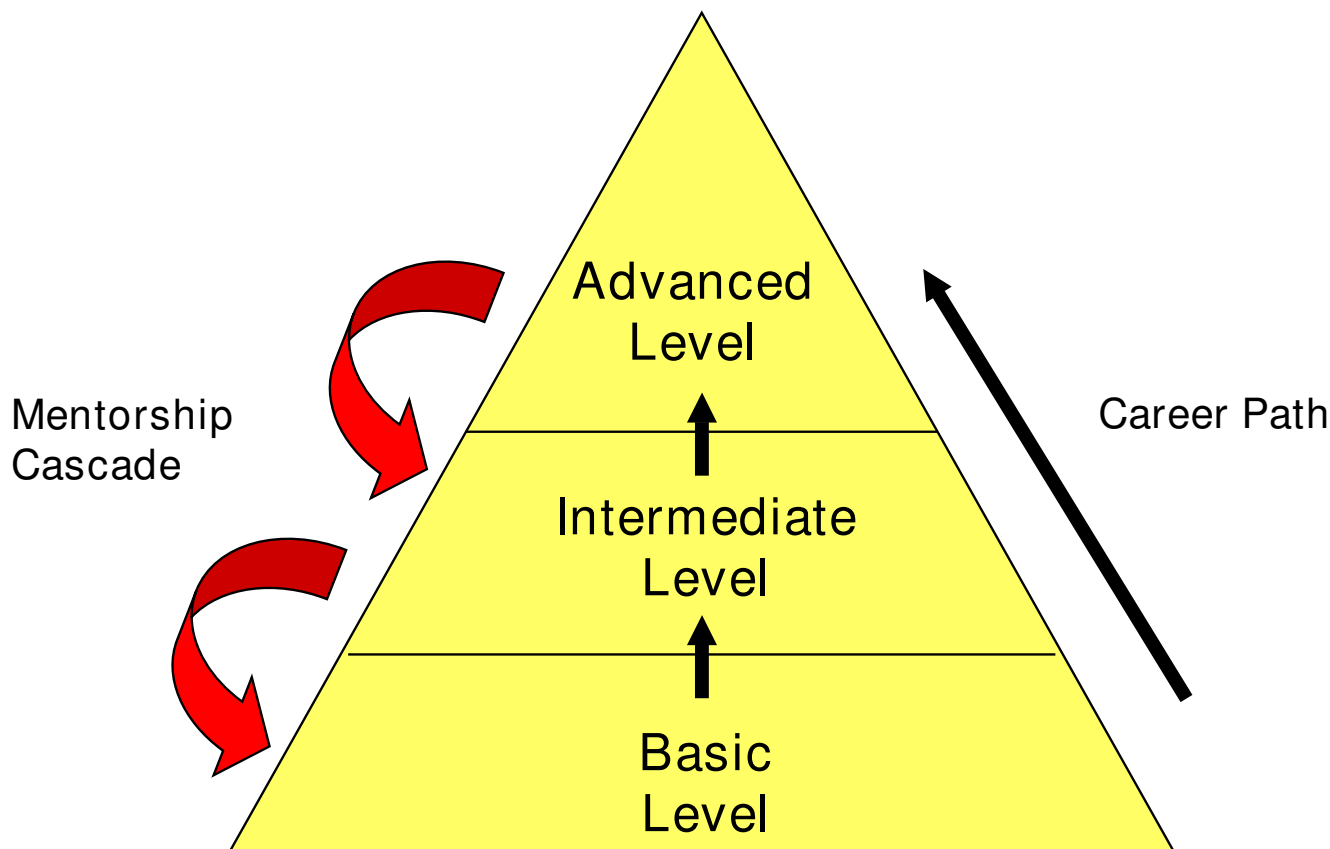 Advanced
Level
Mentorship
Cascade
Career Path
Intermediate
Level
Basic
Level